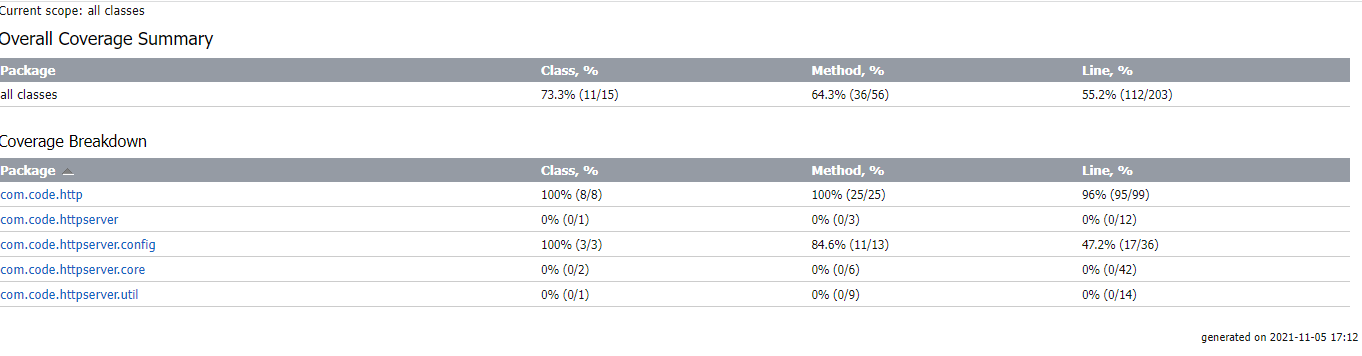 Current scope: all classes
Overall Coverage Summary
Package Class, % Method, % Line, %
all classes 73.3% (11/15) 64.3% (36/56) 55.2% (112/203)
Coverage Breakdown
Package Class, % Method, % Line, %
com.code.http 100% (8/8) 100% (25/25) 96% (95/99)
com.code.httpserver 0% (0/1) 0% (0/3) 0% (0/12)
com.code.httpserver.config 100% (3/3) 84.6% (11/13) 47.2% (17/36)
com.code.httpserver.core 0% (0/2) 0% (0/6) 0% (0/42)
com.code.httpserver.util 0% (0/1) 0% (0/9) 0% (0/14)
generated on 2021-11-05 17:12